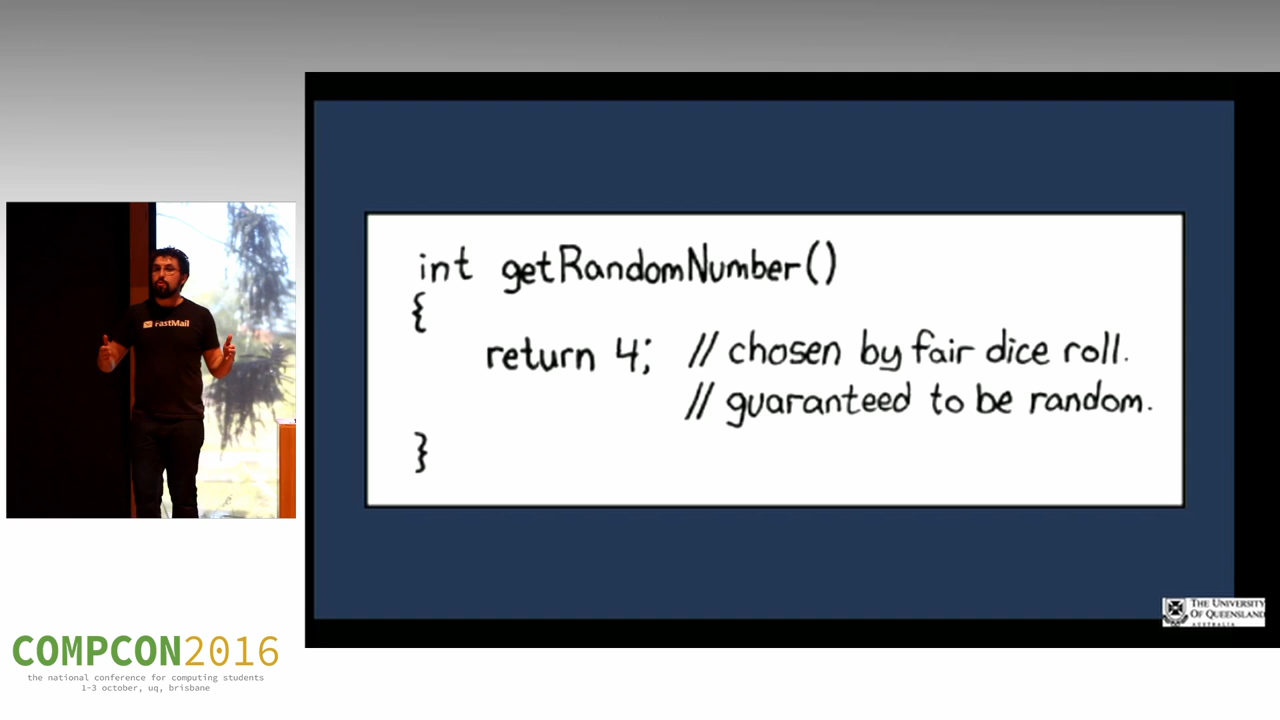 int getRandomNumber()
{
return 4; // chosen by fair dice roll.
// guaranteed to be random.
}
FastMail
THE UNIVERSITY
OF QUEENSLAND
AUSTRALIA
COMPCON2016
the national conference for computing students
1-3 october, uq, brisbane